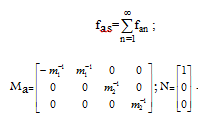 f_as = ∑_{n=1}^{∞} f_an ;
M_a = [ -m_1^{-1} m_1^{-1} 0 0 ; 0 0 m_2^{-1} 0 ; 0 0 0 m_2^{-1} ] ; N = [ 1 ; 0 ; 0 ] .